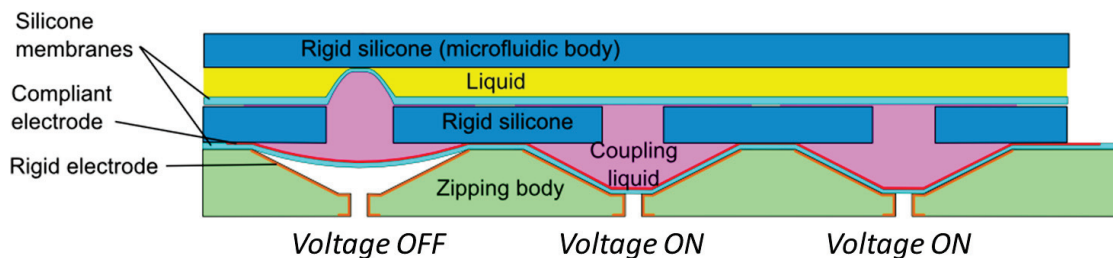 Silicone
membranes
Rigid silicone (microfluidic body)
Liquid
Compliant
electrode
Rigid silicone
Rigid electrode
Coupling
liquid
Zipping body
Voltage OFF
Voltage ON
Voltage ON